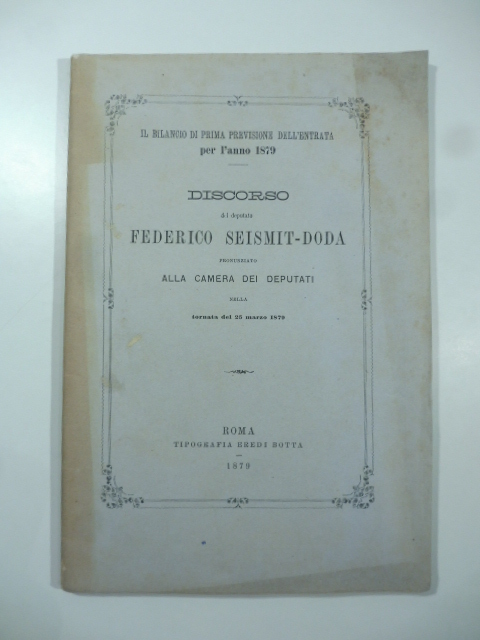 IL BILANCIO DI PRIMA PREVISIONE DELL'ENTRATA
per l'anno 1879
DISCORSO
del deputato
FEDERICO SEISMIT-DODA
PRONUNCIATO
ALLA CAMERA DEI DEPUTATI
NELLA
tornata del 25 marzo 1879
ROMA
TIPOGRAFIA EREDI BOTTA
1879